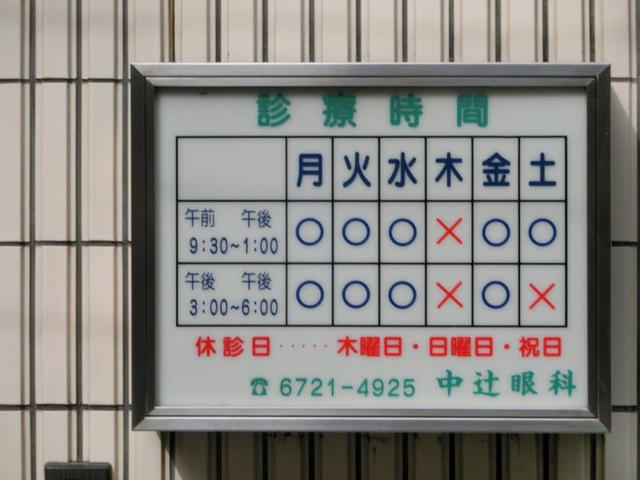 診療時間
月 火 水 木 金 土
午前 午後
9:30~1:00 ○ ○ ○ × ○ ○
午後 午後
3:00~6:00 ○ ○ ○ × ○ ×
休診日・・・・・木曜日・日曜日・祝日
☎6721-4925 中辻眼科